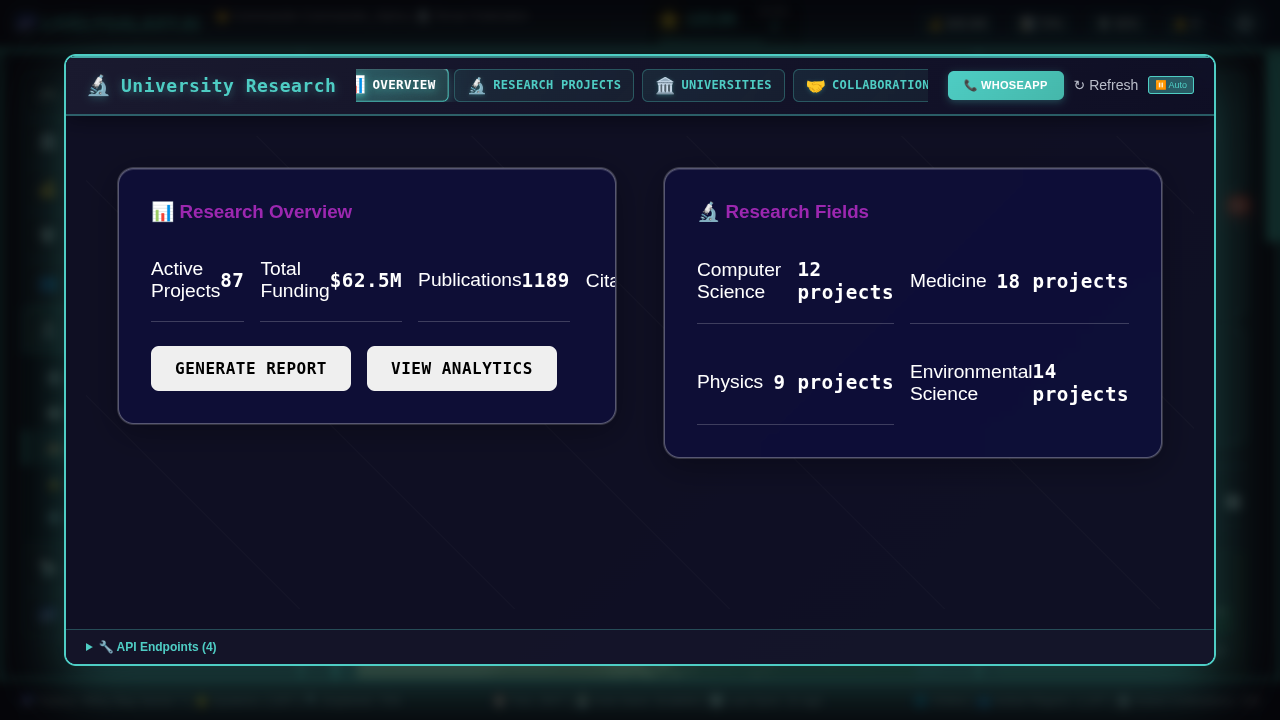 University Research
OVERVIEW
RESEARCH PROJECTS
UNIVERSITIES
COLLABORATION
WHOSEAPP
↻ Refresh
Auto
Research Overview
Active Projects 87
Total Funding $62.5M
Publications 1189
Cita
GENERATE REPORT
VIEW ANALYTICS
Research Fields
Computer Science 12 projects
Medicine 18 projects
Physics 9 projects
Environmental Science 14 projects
API Endpoints (4)